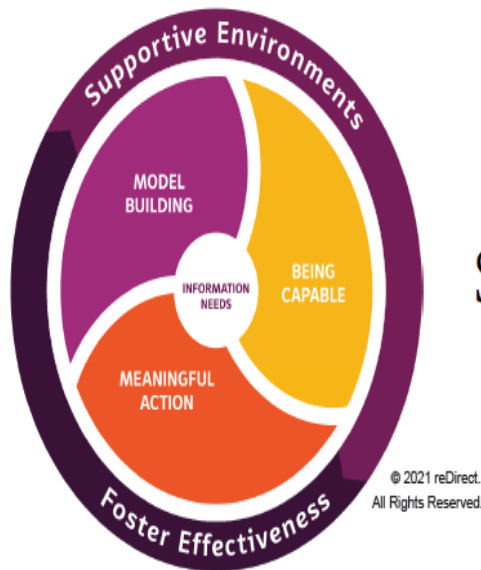 Supportive Environments
MODEL
BUILDING
BEING
CAPABLE
INFORMATION
NEEDS
MEANINGFUL
ACTION
Foster Effectiveness
© 2021 reDirect.
All Rights Reserved.